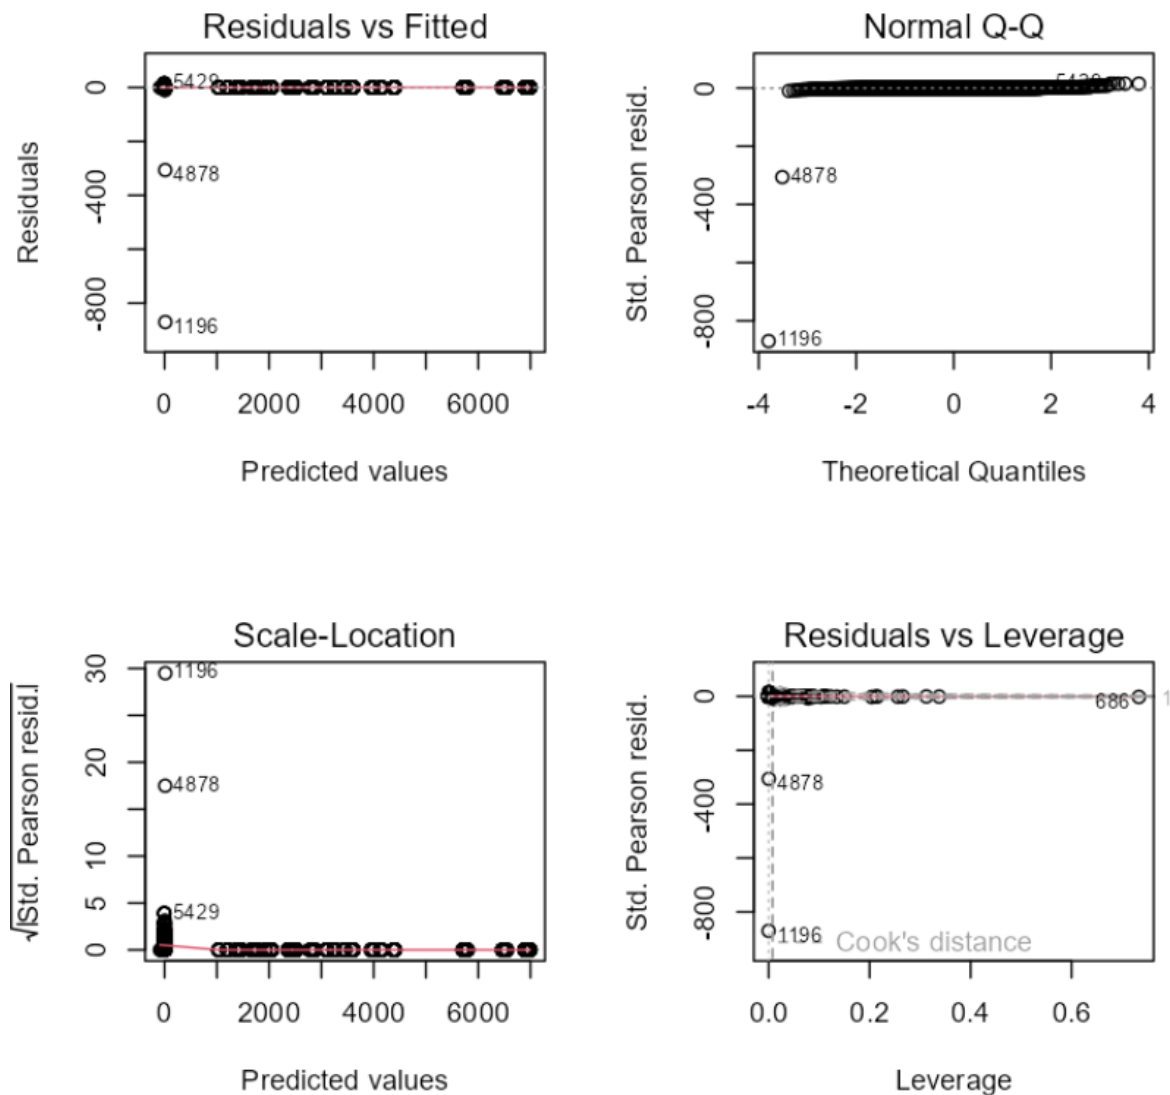 Residuals vs Fitted
Residuals
0
-400
-800
5429
4878
1196
0 2000 4000 6000
Predicted values
Normal Q-Q
Std. Pearson resid.
0
-400
-800
5429
4878
1196
-4 -2 0 2 4
Theoretical Quantiles
Scale-Location
√|Std. Pearson resid.|
30
20
10
5
0
1196
4878
5429
0 2000 4000 6000
Predicted values
Residuals vs Leverage
Std. Pearson resid.
0
-400
-800
686
1
4878
1196
Cook's distance
0.0 0.2 0.4 0.6
Leverage